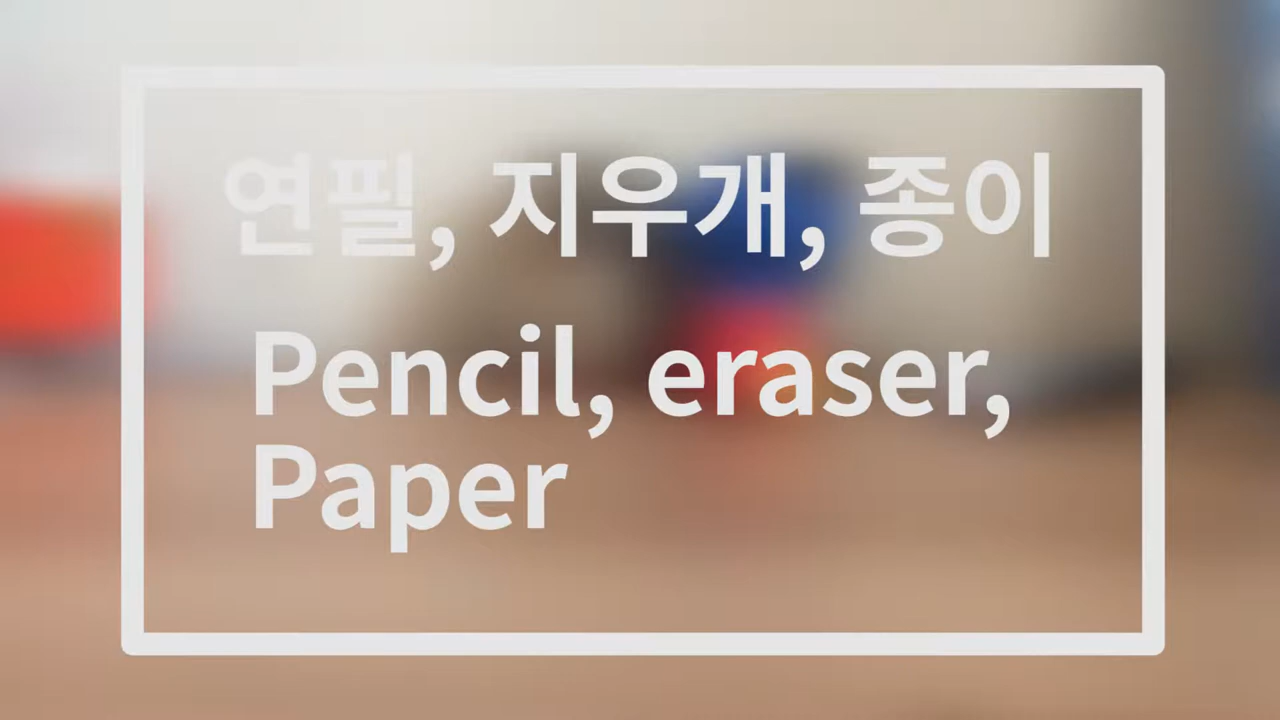 연필, 지우개, 종이
Pencil, eraser,
Paper